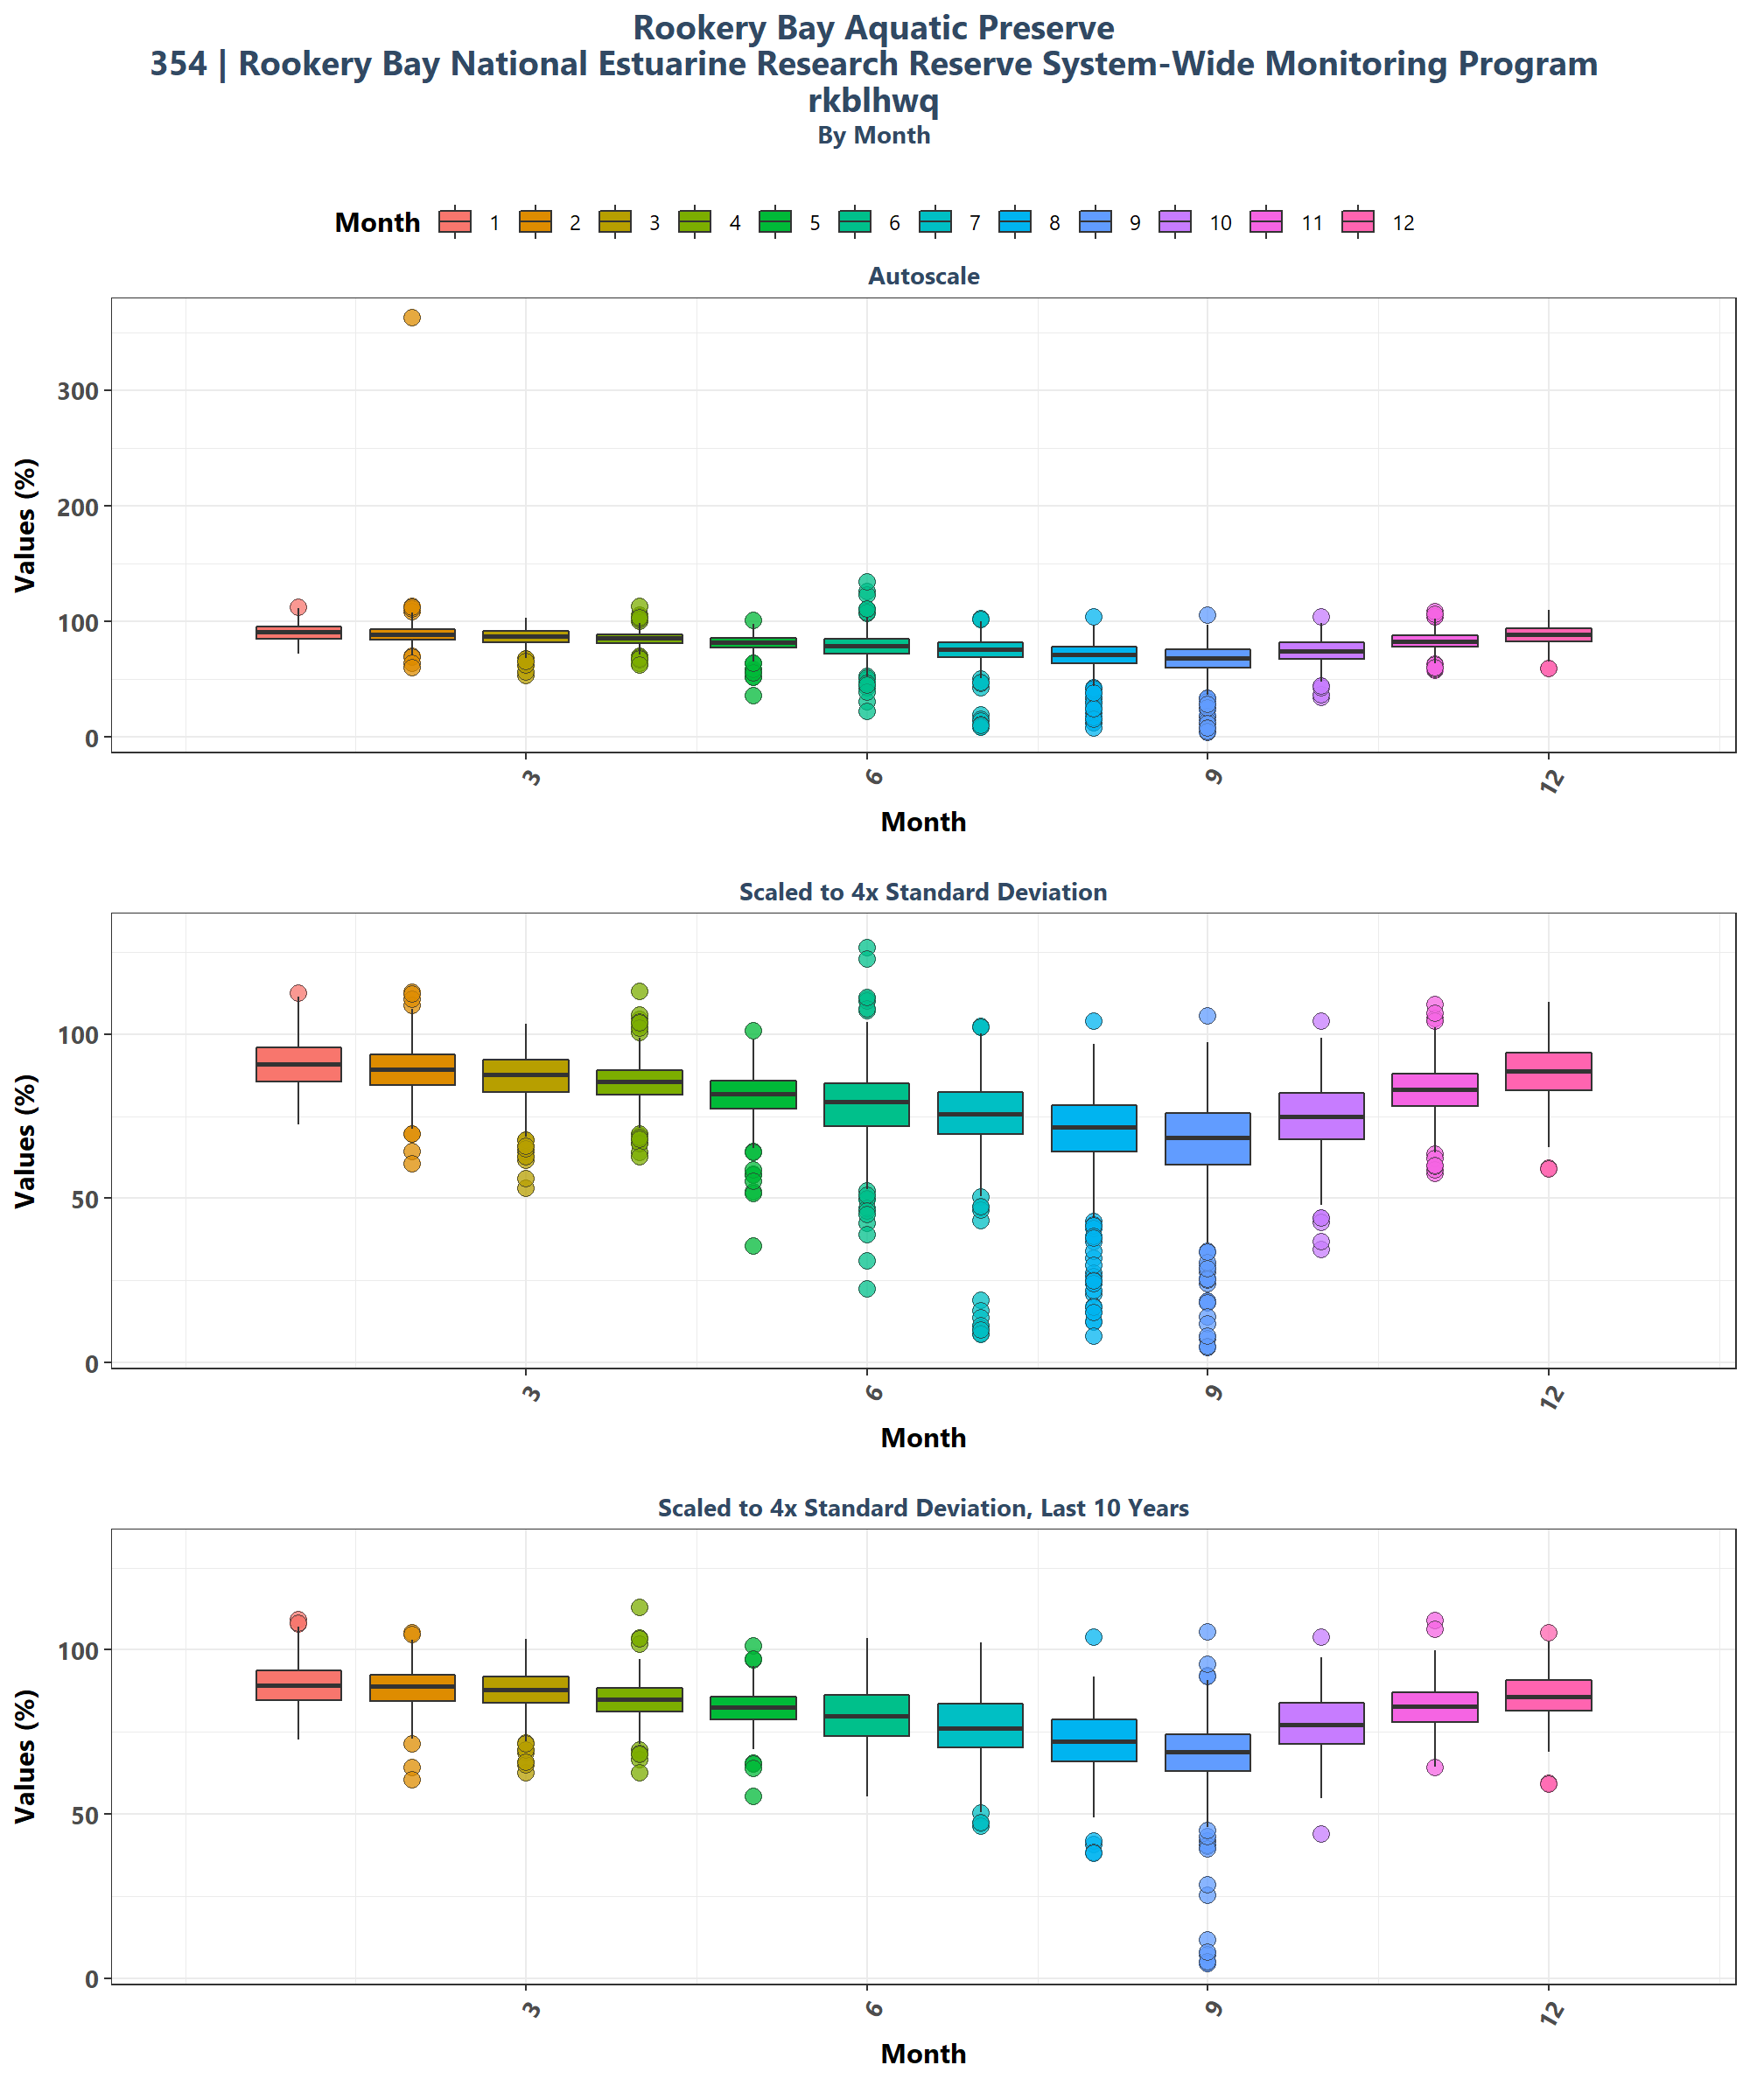 Rookery Bay Aquatic Preserve
354 | Rookery Bay National Estuarine Research Reserve System-Wide Monitoring Program
rkblhwq
By Month
Month 1 2 3 4 5 6 7 8 9 10 11 12
Autoscale
Values (%)
300
200
100
0
3 6 9 12
Month
Scaled to 4x Standard Deviation
Values (%)
100
50
0
3 6 9 12
Month
Scaled to 4x Standard Deviation, Last 10 Years
Values (%)
100
50
0
3 6 9 12
Month